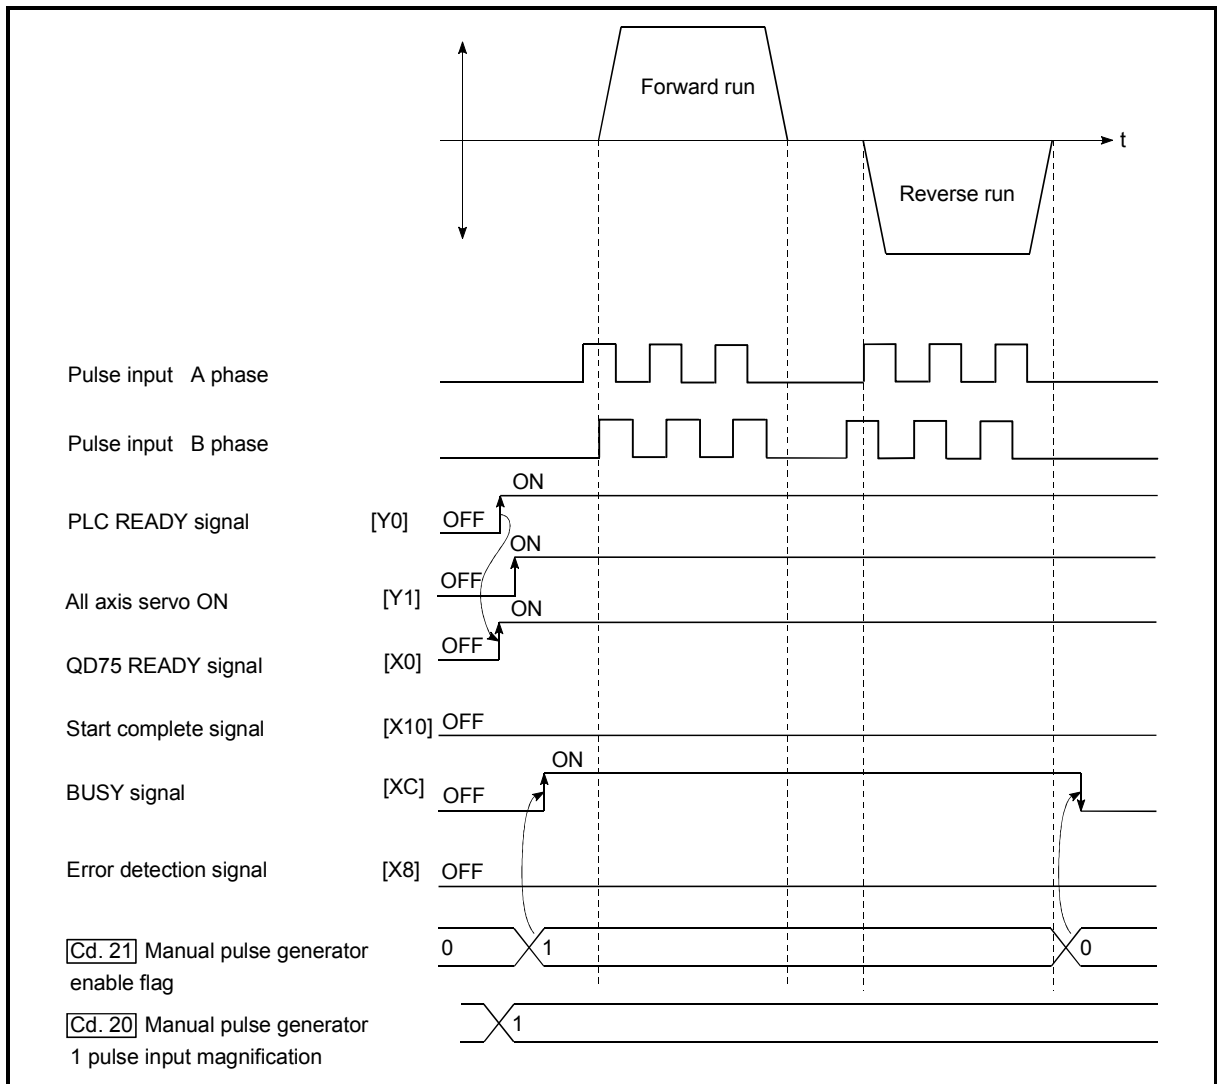 Forward run
t
Reverse run
Pulse input A phase
Pulse input B phase
ON
PLC READY signal [Y0] OFF
ON
All axis servo ON [Y1] OFF
ON
QD75 READY signal [X0] OFF
Start complete signal [X10] OFF
ON
BUSY signal [XC] OFF
Error detection signal [X8] OFF
Cd. 21 Manual pulse generator 0 1 0
enable flag
Cd. 20 Manual pulse generator 1
1 pulse input magnification